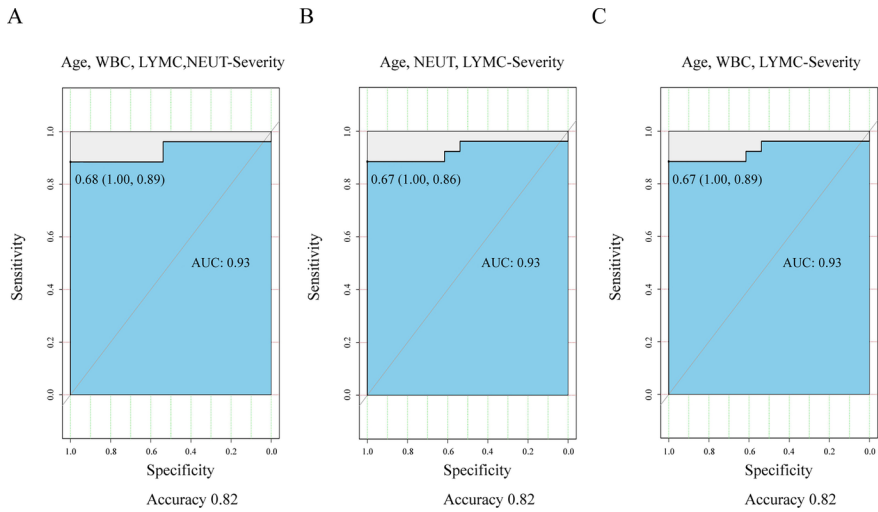 A
Age, WBC, LYMC,NEUT-Severity
Sensitivity
1.0
0.8
0.6
0.4
0.2
0.0
0.68 (1.00, 0.89)
AUC: 0.93
1.0 0.8 0.6 0.4 0.2 0.0
Specificity
Accuracy 0.82
B
Age, NEUT, LYMC-Severity
Sensitivity
1.0
0.8
0.6
0.4
0.2
0.0
0.67 (1.00, 0.86)
AUC: 0.93
1.0 0.8 0.6 0.4 0.2 0.0
Specificity
Accuracy 0.82
C
Age, WBC, LYMC-Severity
Sensitivity
1.0
0.8
0.6
0.4
0.2
0.0
0.67 (1.00, 0.89)
AUC: 0.93
1.0 0.8 0.6 0.4 0.2 0.0
Specificity
Accuracy 0.82